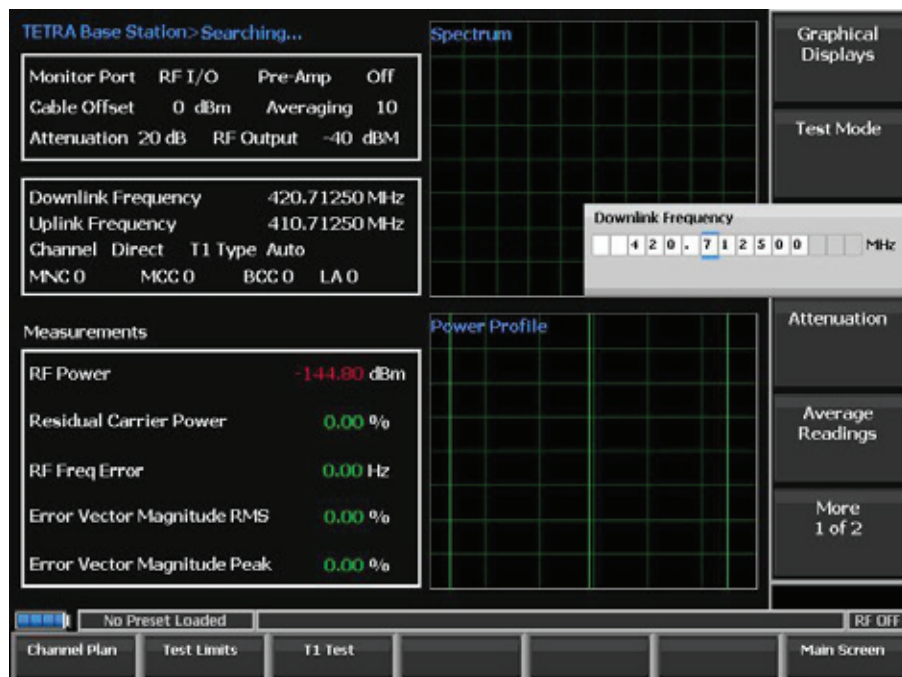 TETRA Base Station>Searching...
Monitor Port RF I/O Pre-Amp Off
Cable Offset 0 dBm Averaging 10
Attenuation 20 dB RF Output -40 dBM
Downlink Frequency 420.71250 MHz
Uplink Frequency 410.71250 MHz
Channel Direct T1 Type Auto
MNC 0 MCC 0 BCC 0 LA 0
Measurements
RF Power -144.80 dBm
Residual Carrier Power 0.00 %
RF Freq Error 0.00 Hz
Error Vector Magnitude RMS 0.00 %
Error Vector Magnitude Peak 0.00 %
Spectrum
Downlink Frequency
420.712500 MHz
Power Profile
Graphical
Displays
Test Mode
Attenuation
Average
Readings
More
1 of 2
No Preset Loaded
RF OFF
Channel Plan
Test Limits
T1 Test
Main Screen